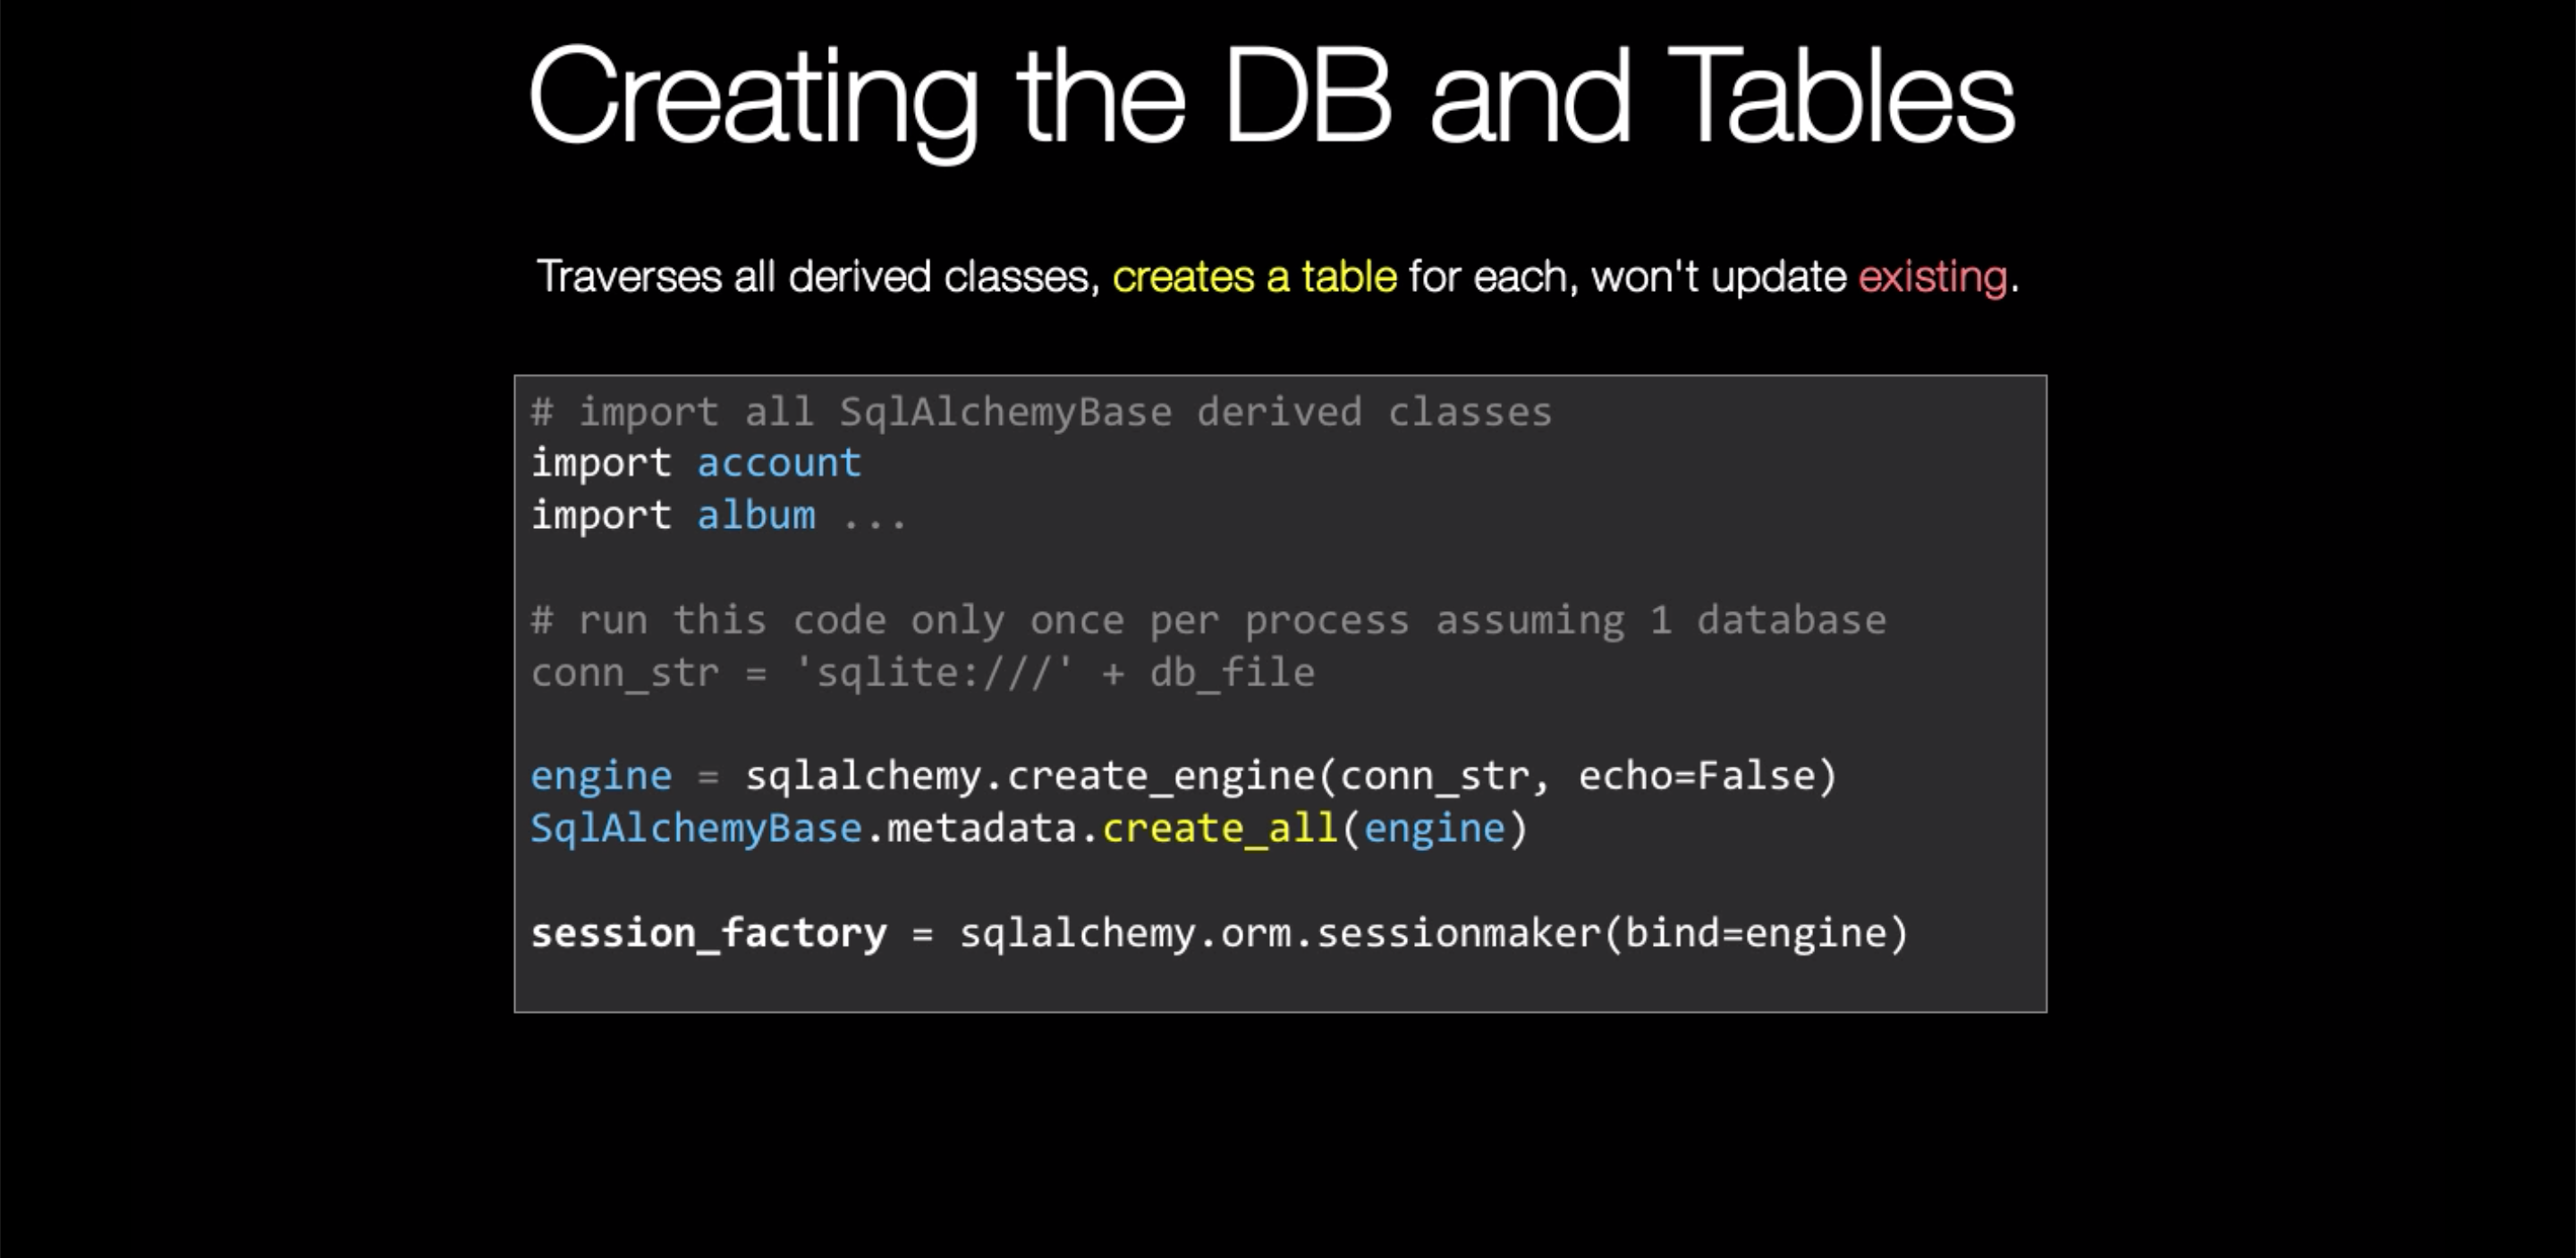 Creating the DB and Tables
Traverses all derived classes, creates a table for each, won't update existing.
# import all SqlAlchemyBase derived classes
import account
import album ...
# run this code only once per process assuming 1 database
conn_str = 'sqlite:///' + db_file
engine = sqlalchemy.create_engine(conn_str, echo=False)
SqlAlchemyBase.metadata.create_all(engine)
session_factory = sqlalchemy.orm.sessionmaker(bind=engine)